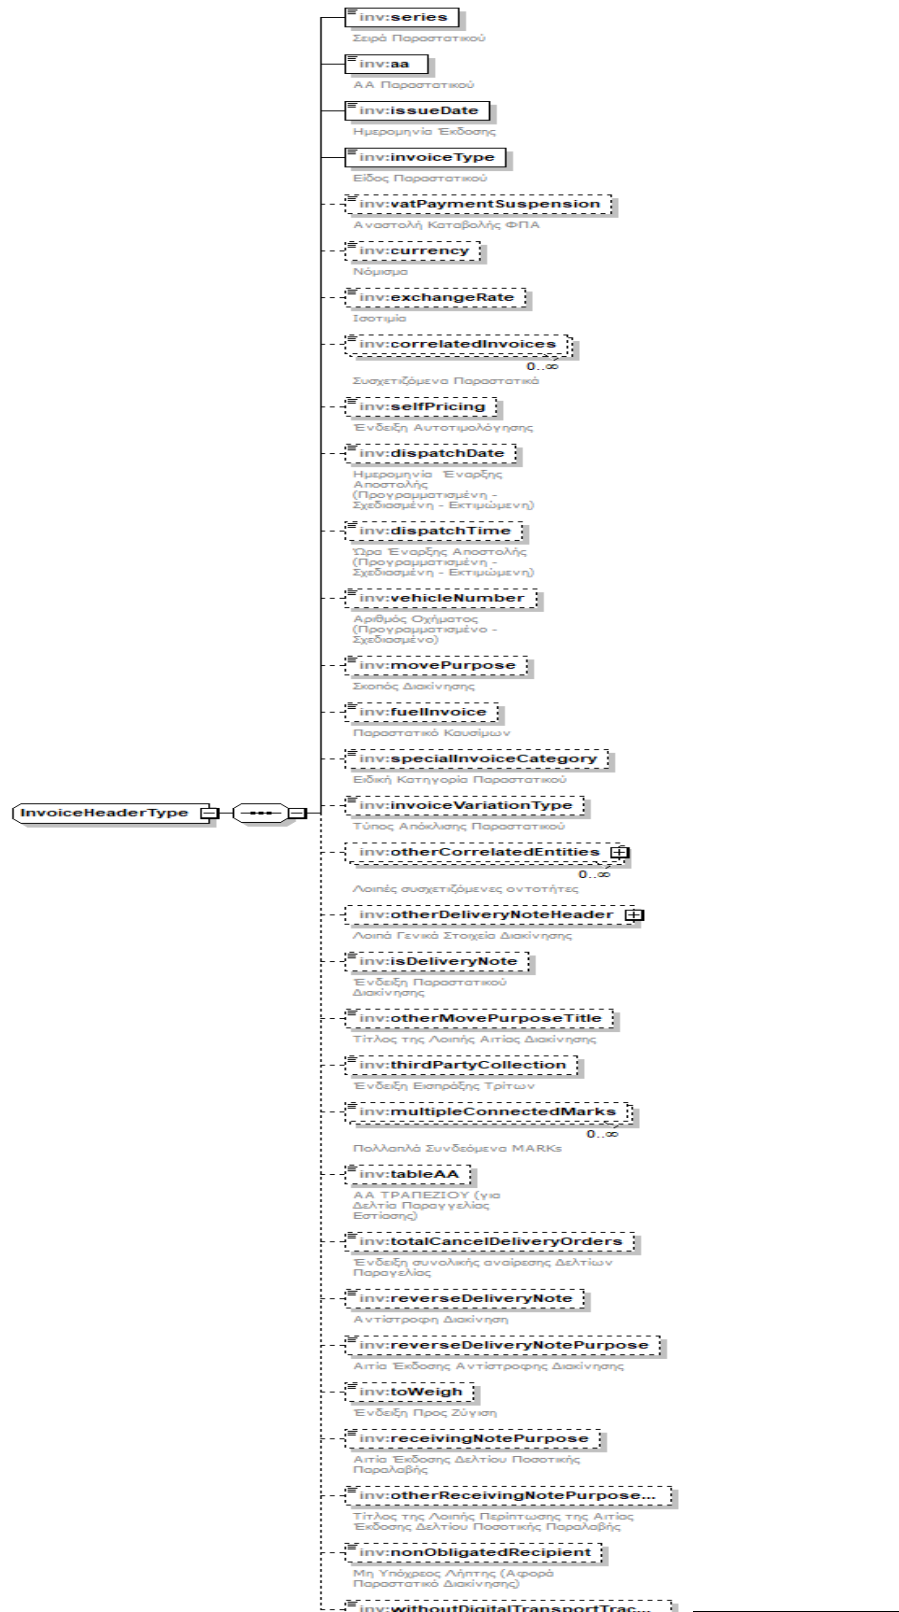 inv:series
Σειρά Παραστατικού
inv:aa
ΑΑ Παραστατικού
inv:issueDate
Ημερομηνία Έκδοσης
inv:invoiceType
Είδος Παραστατικού
inv:vatPaymentSuspension
Αναστολή Καταβολής ΦΠΑ
inv:currency
Νόμισμα
inv:exchangeRate
Ισοτιμία
inv:correlatedInvoices
0..∞
Συσχετιζόμενα Παραστατικά
inv:selfPricing
Ένδειξη Αυτοτιμολόγησης
inv:dispatchDate
Ημερομηνία Έναρξης
Αποστολής
(Προγραμματισμένη -
Σχεδιασμένη - Εκτιμώμενη)
inv:dispatchTime
Ώρα Έναρξης Αποστολής
(Προγραμματισμένη -
Σχεδιασμένη - Εκτιμώμενη)
inv:vehicleNumber
Αριθμός Οχήματος
(Προγραμματισμένο -
Σχεδιασμένο)
inv:movePurpose
Σκοπός Διακίνησης
inv:fuelInvoice
Παραστατικό Καυσίμων
inv:specialInvoiceCategory
Ειδική Κατηγορία Παραστατικού
InvoiceHeaderType
inv:invoiceVariationType
Τύπος Απόκλισης Παραστατικού
inv:otherCorrelatedEntities
0..∞
Λοιπές συσχετιζόμενες οντοτήτες
inv:otherDeliveryNoteHeader
Λοιπά Γενικά Στοιχεία Διακίνησης
inv:isDeliveryNote
Ένδειξη Παραστατικού
Διακίνησης
inv:otherMovePurposeTitle
Τίτλος της Λοιπής Αιτίας Διακίνησης
inv:thirdPartyCollection
Ένδειξη Εισπράξης Τρίτων
inv:multipleConnectedMarks
0..∞
Πολλαπλά Συνδεόμενα MARKs
inv:tableAA
ΑΑ ΤΡΑΠΕΖΙΟΥ (για
Δελτία Παραγγελίας
Εστίασης)
inv:totalCancelDeliveryOrders
Ένδειξη συνολικής αναίρεσης Δελτίων
Παραγελίας
inv:reverseDeliveryNote
Αντίστροφη Διακίνηση
inv:reverseDeliveryNotePurpose
Αιτία Έκδοσης Αντίστροφης Διακίνησης
inv:toWeigh
Ένδειξη Προς Ζύγιση
inv:receivingNotePurpose
Αιτία Έκδοσης Δελτίου Ποσοτικής
Παραλαβής
inv:otherReceivingNotePurpose...
Τίτλος της Λοιπής Περίπτωσης της Αιτίας
Έκδοσης Δελτίου Ποσοτικής Παραλαβής
inv:nonObligatedRecipient
Μη Υπόχρεος Λήπτης (Αφορά
Παραστατικό Διακίνησης)
inv:withoutDigitalTransportTrac...